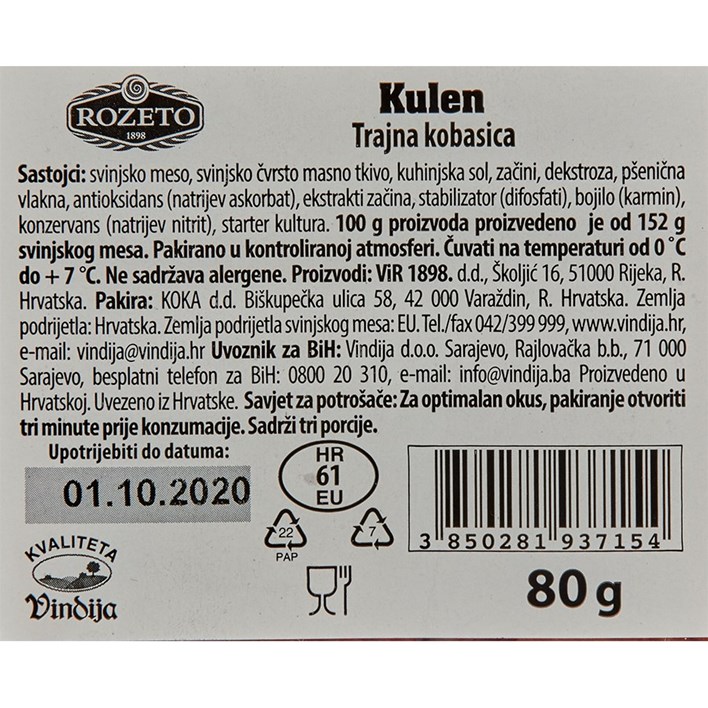 ROZETO
1898
Kulen
Trajna kobasica
Sastojci: svinjsko meso, svinjsko čvrsto masno tkivo, kuhinjska sol, začini, dekstroza, pšenična
vlakna, antioksidans (natrijev askorbat), ekstrakti začina, stabilizator (difosfati), bojilo (karmin),
konzervans (natrijev nitrit), starter kultura. 100 g proizvoda proizvedeno je od 152 g
svinjskog mesa. Pakirano u kontroliranoj atmosferi. Čuvati na temperaturi od 0 °C
do + 7 °C. Ne sadržava alergene. Proizvodi: ViR 1898. d.d., Školjić 16, 51000 Rijeka, R.
Hrvatska. Pakira: KOKA d.d. Biškupečka ulica 58, 42 000 Varaždin, R. Hrvatska. Zemlja
podrijetla: Hrvatska. Zemlja podrijetla svinjskog mesa: EU. Tel./fax 042/399 999, www.vindija.hr,
e-mail: vindija@vindija.hr Uvoznik za BiH: Vindija d.o.o. Sarajevo, Rajlovačka b.b., 71 000
Sarajevo, besplatni telefon za BiH: 0800 20 310, e-mail: info@vindija.ba Proizvedeno u
Hrvatskoj. Uvezeno iz Hrvatske. Savjet za potrošače: Za optimalan okus, pakiranje otvoriti
tri minute prije konzumacije. Sadrži tri porcije.
Upotrijebiti do datuma:
01.10.2020
HR
61
EU
22
PAP
7
3 850281 937154
KVALITETA
Vindija
80 g